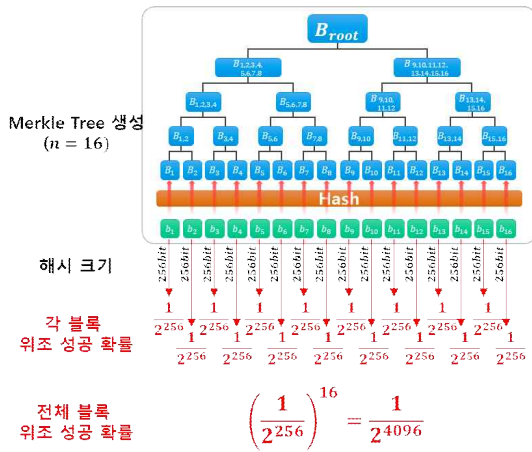 B_root
B_1,2,3,4, 5,6,7,8 B_9,10,11,12, 13,14,15,16
B_1,2,3,4 B_5,6,7,8 B_9,10, 11,12 B_13,14, 15,16
Merkle Tree 생성
(n = 16)
B_1,2 B_3,4 B_5,6 B_7,8 B_9,10 B_11,12 B_13,14 B_15,16
B_1 B_2 B_3 B_4 B_5 B_6 B_7 B_8 B_9 B_10 B_11 B_12 B_13 B_14 B_15 B_16
Hash
b_1 b_2 b_3 b_4 b_5 b_6 b_7 b_8 b_9 b_10 b_11 b_12 b_13 b_14 b_15 b_16
해시 크기
256bit 256bit 256bit 256bit 256bit 256bit 256bit 256bit 256bit 256bit 256bit 256bit 256bit 256bit 256bit 256bit
각 블록
위조 성공 확률
1/2^256 1/2^256 1/2^256 1/2^256 1/2^256 1/2^256 1/2^256 1/2^256
1/2^256 1/2^256 1/2^256 1/2^256 1/2^256 1/2^256 1/2^256 1/2^256
전체 블록
위조 성공 확률
(1/2^256)^16 = 1/2^4096